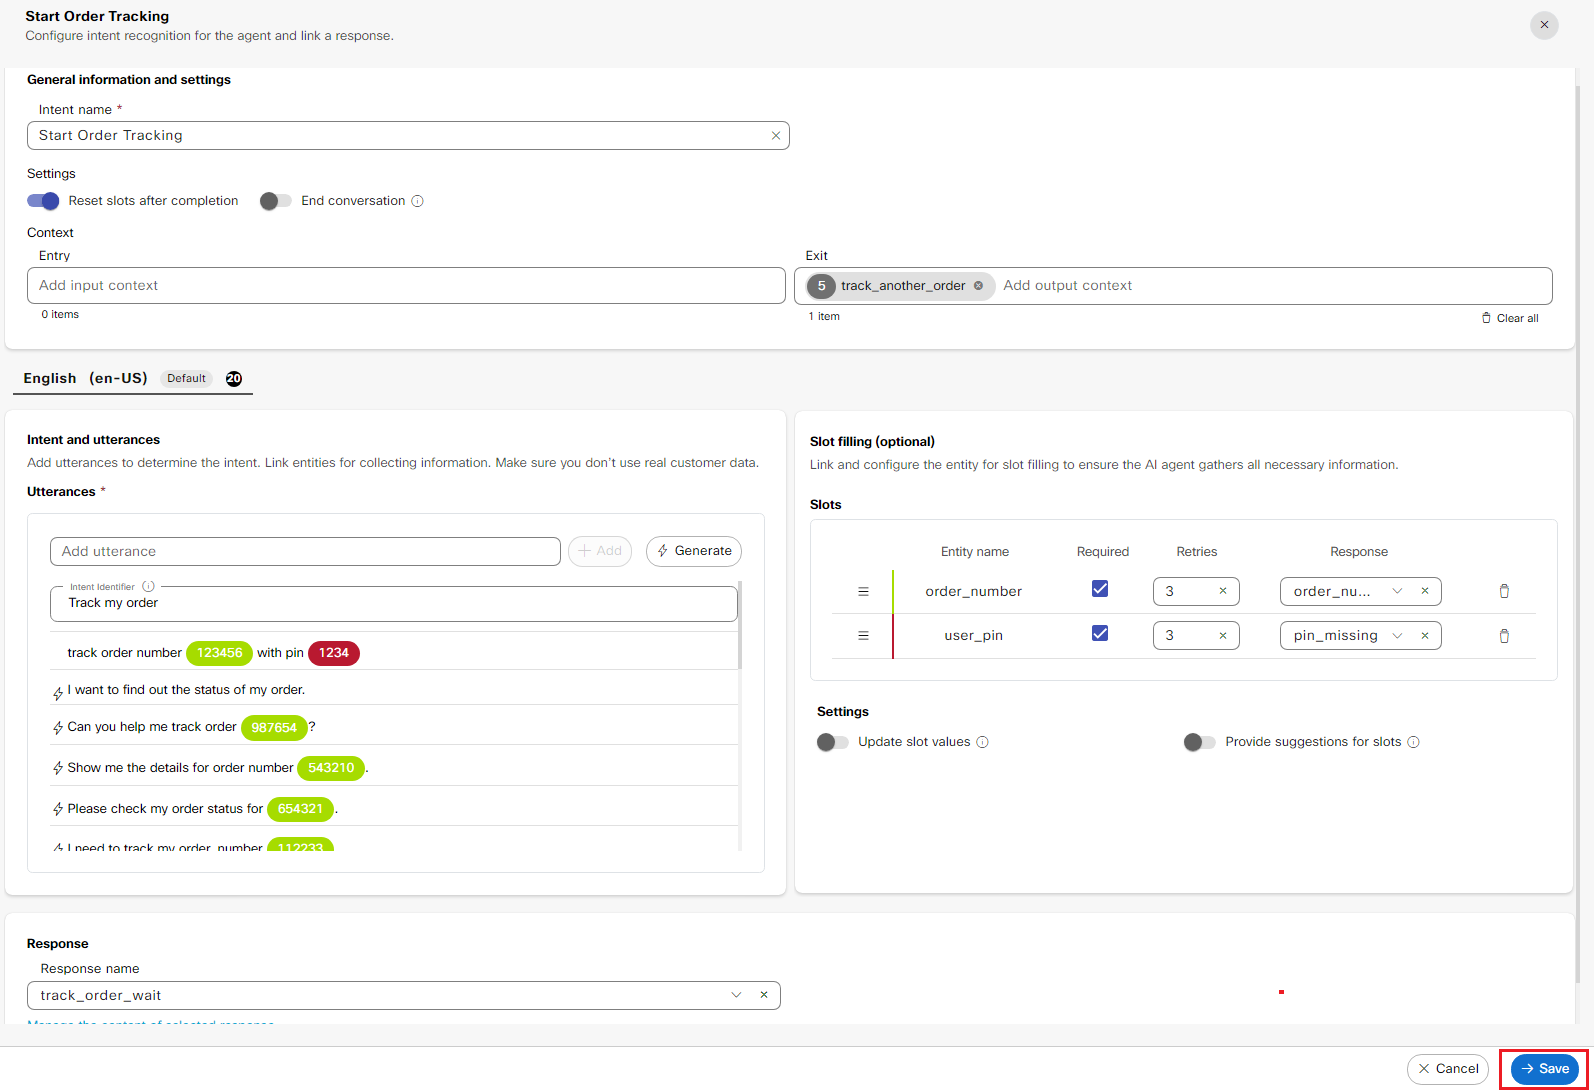 Start Order Tracking
Configure intent recognition for the agent and link a response.
General information and settings
Intent name *
Start Order Tracking
Settings
Reset slots after completion
End conversation
Context
Entry
Exit
Add input context
5 track_another_order Add output context
0 items
1 item
Clear all
English (en-US) Default 20
Intent and utterances
Add utterances to determine the intent. Link entities for collecting information. Make sure you don't use real customer data.
Utterances *
Add utterance
Add
Generate
Intent Identifier
Track my order
track order number 123456 with pin 1234
I want to find out the status of my order.
Can you help me track order 987654 ?
Show me the details for order number 543210 .
Please check my order status for 654321 .
I need to track my order, number 112233
Slot filling (optional)
Link and configure the entity for slot filling to ensure the AI agent gathers all necessary information.
Slots
Entity name Required Retries Response
order_number 3 order_nu...
user_pin 3 pin_missing
Settings
Update slot values
Provide suggestions for slots
Response
Response name
track_order_wait
Manage the content of selected response
Cancel
Save